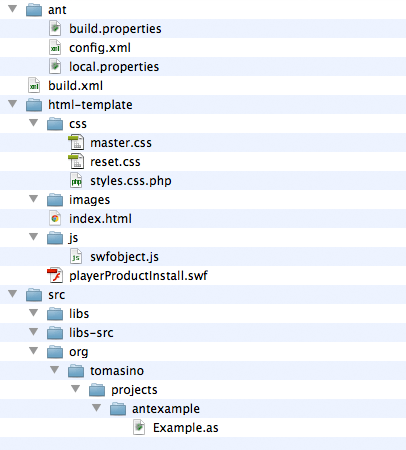 ant
build.properties
config.xml
local.properties
build.xml
html-template
css
master.css
reset.css
styles.css.php
images
index.html
js
swfobject.js
playerProductInstall.swf
src
libs
libs-src
org
tomasino
projects
antexample
Example.as